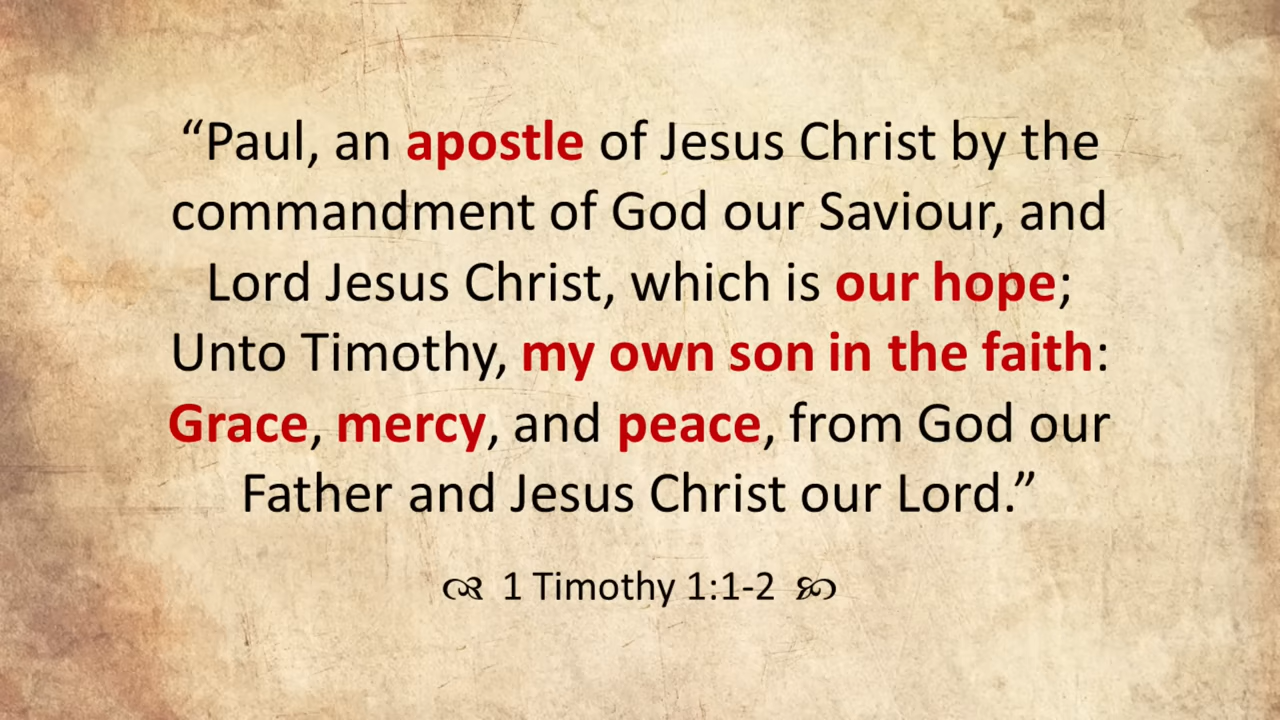 “Paul, an apostle of Jesus Christ by the
commandment of God our Saviour, and
Lord Jesus Christ, which is our hope;
Unto Timothy, my own son in the faith:
Grace, mercy, and peace, from God our
Father and Jesus Christ our Lord.”
1 Timothy 1:1-2